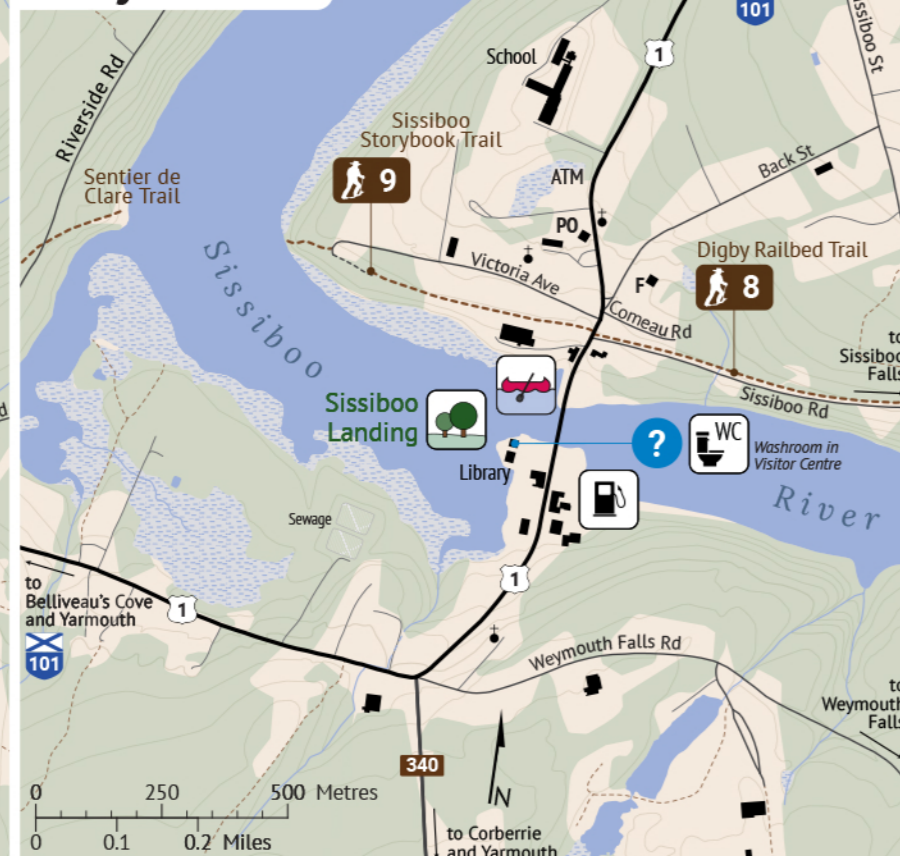 101
1
School
Riverside Rd
Sissiboo
Storybook Trail
9
Sentier de
Clare Trail
ATM
Back St
PO
Digby Railbed Trail
8
Victoria Ave
F
Comeau Rd
Sissiboo
to
Sissiboo
Falls
Sissiboo Rd
Sissiboo
Landing
?
WC
Washroom in
Visitor Centre
Library
River
Sewage
1
to
Belliveau's Cove
and Yarmouth
101
1
Weymouth Falls Rd
to
Weymouth
Falls
340
N
0 250 500 Metres
0 0.1 0.2 Miles
to Corberrie
and Yarmouth